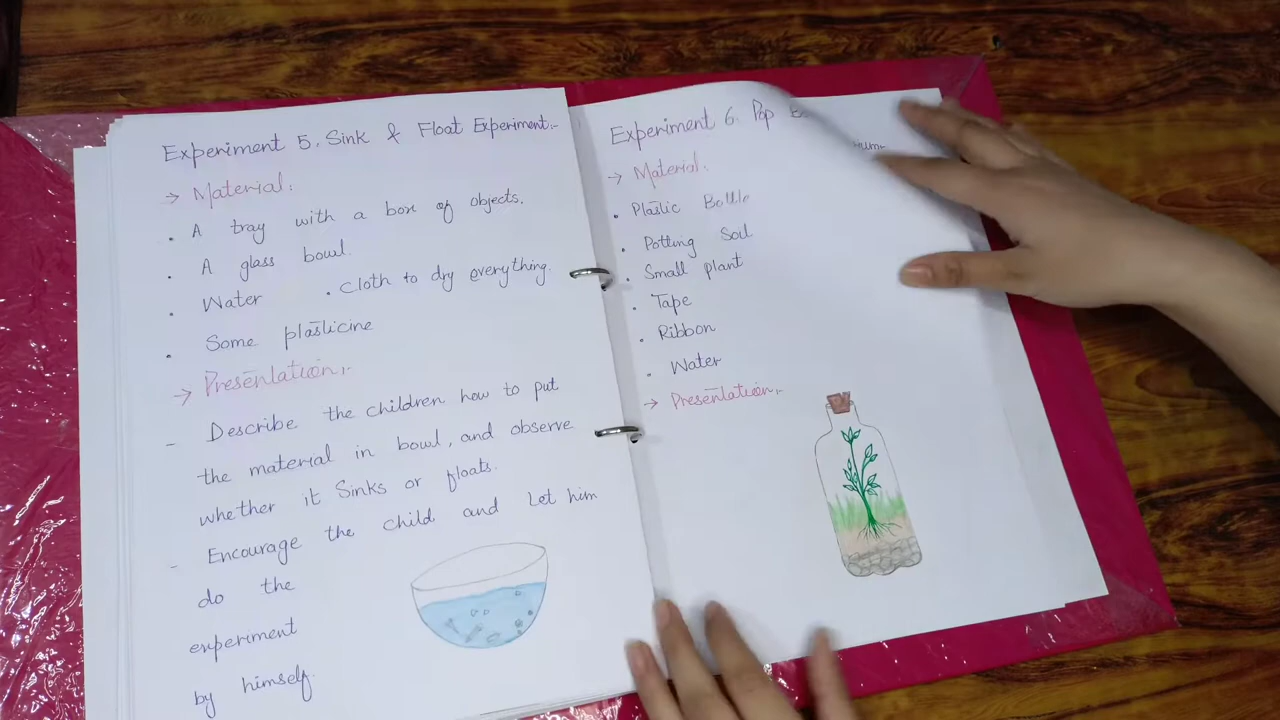 Experiment 5. Sink & Float Experiment:-
→ Material:
. A tray with a box of objects.
. A glass bowl.
. Water . Cloth to dry everything.
. Some plasticine
→ Presentation:-
- Describe the children how to put
the material in bowl, and observe
whether it Sinks or floats.
- Encourage the child and Let him
do the
experiment
by himself.
Experiment 6. Pop
→ Material:
. Plastic Bottle
. Potting Soil
. Small plant
. Tape
. Ribbon
. Water
→ Presentation:-